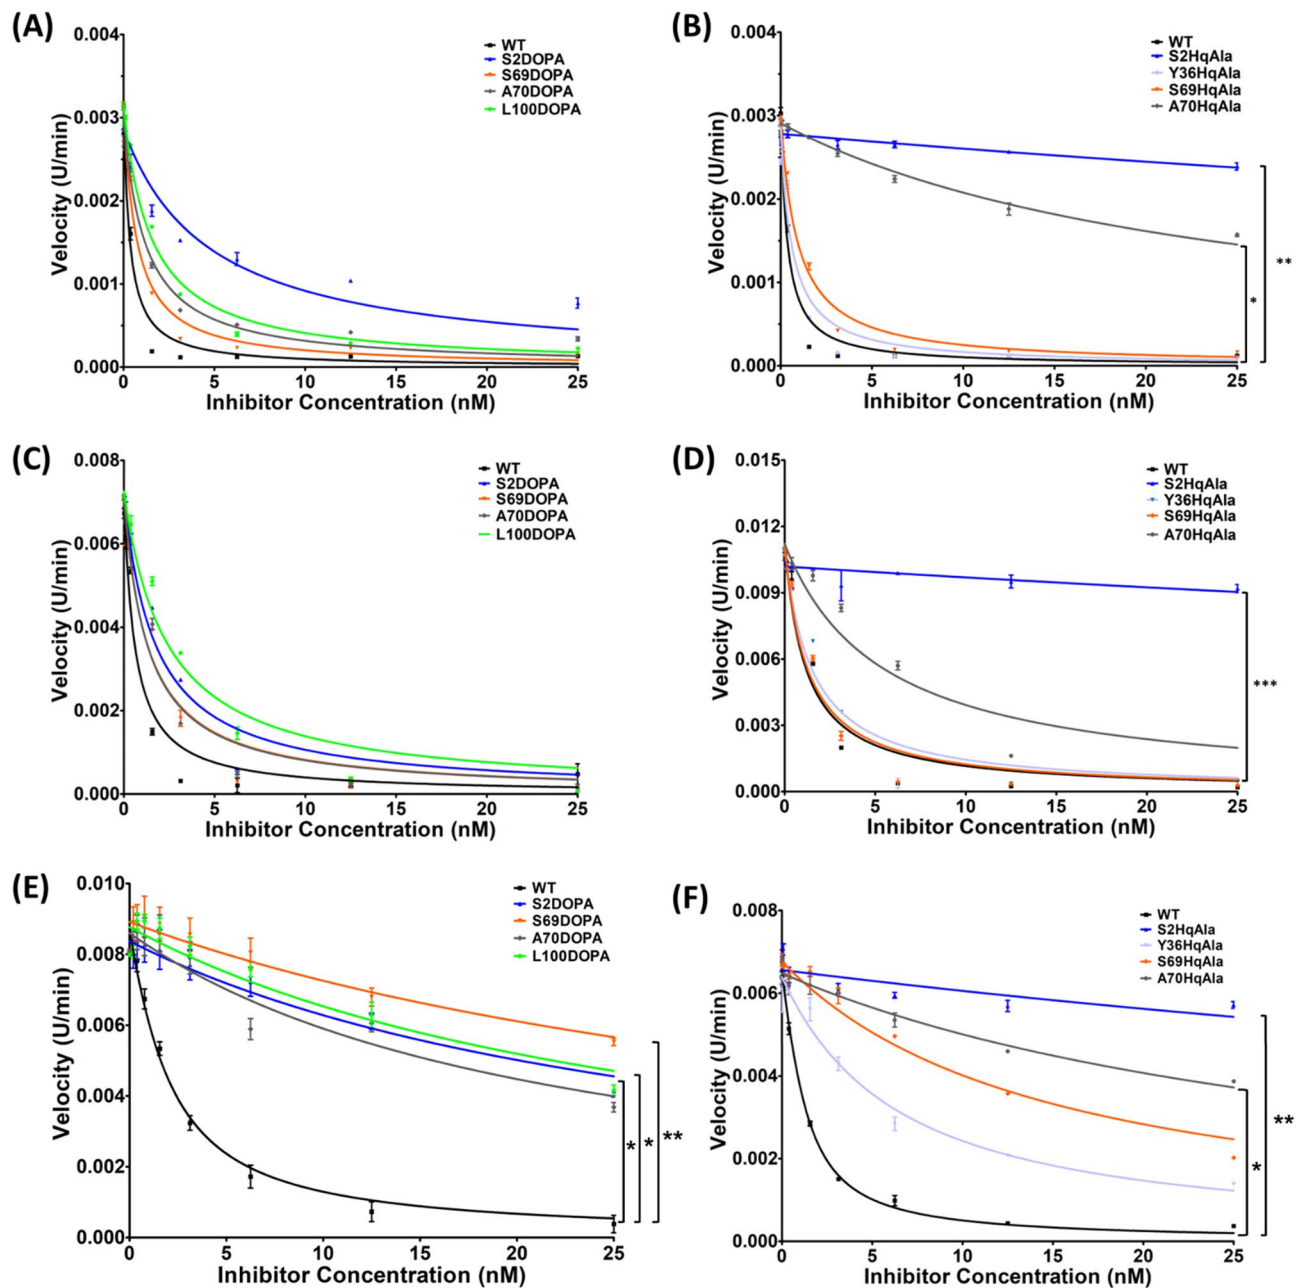 (A)
0.004
0.003
0.002
0.001
0.000
Velocity (U/min)
WT
S2DOPA
S69DOPA
A70DOPA
L100DOPA
0 5 10 15 20 25
Inhibitor Concentration (nM)
(B)
0.004
0.003
0.002
0.001
0.000
Velocity (U/min)
WT
S2HqAla
Y36HqAla
S69HqAla
A70HqAla
*
**
0 5 10 15 20 25
Inhibitor Concentration (nM)
(C)
0.008
0.006
0.004
0.002
0.000
Velocity (U/min)
WT
S2DOPA
S69DOPA
A70DOPA
L100DOPA
0 5 10 15 20 25
Inhibitor Concentration (nM)
(D)
0.015
0.012
0.009
0.006
0.003
0.000
Velocity (U/min)
WT
S2HqAla
Y36HqAla
S69HqAla
A70HqAla
***
0 5 10 15 20 25
Inhibitor Concentration (nM)
(E)
0.010
0.008
0.006
0.004
0.002
0.000
Velocity (U/min)
WT
S2DOPA
S69DOPA
A70DOPA
L100DOPA
* * **
0 5 10 15 20 25
Inhibitor Concentration (nM)
(F)
0.008
0.006
0.004
0.002
0.000
Velocity (U/min)
WT
S2HqAla
Y36HqAla
S69HqAla
A70HqAla
*
**
0 5 10 15 20 25
Inhibitor Concentration (nM)